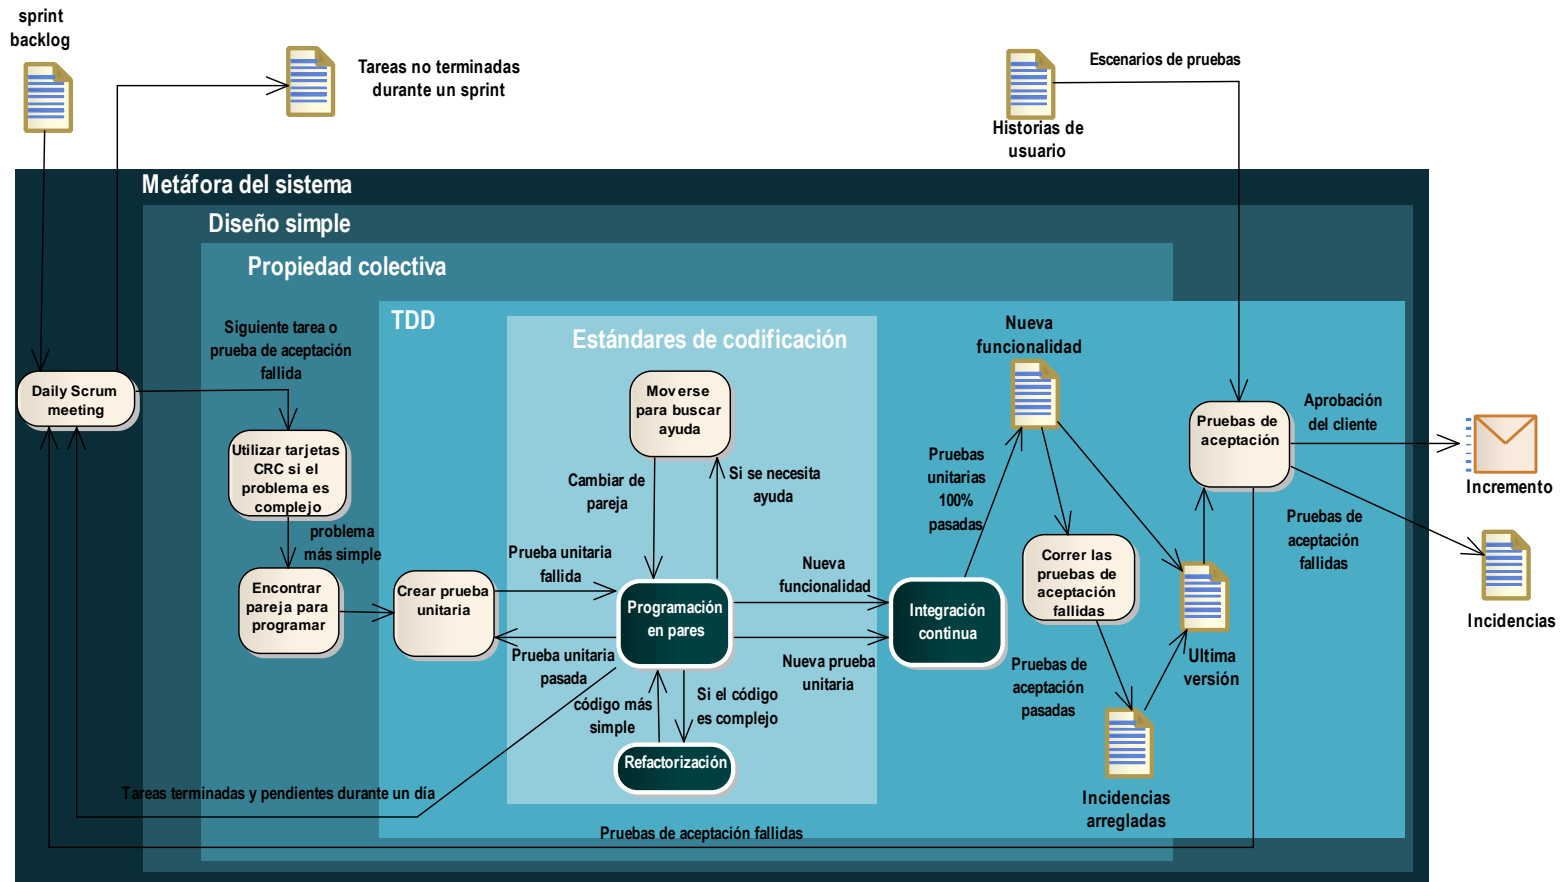 sprint
backlog
Tareas no terminadas
durante un sprint
Escenarios de pruebas
Historias de
usuario
Metáfora del sistema
Diseño simple
Propiedad colectiva
TDD
Estándares de codificación
Siguiente tarea o
prueba de aceptación
fallida
Daily Scrum
meeting
Utilizar tarjetas
CRC si el
problema es
complejo
problema
más simple
Encontrar
pareja para
programar
Crear prueba
unitaria
Prueba unitaria
fallida
Prueba unitaria
pasada
Moverse
para buscar
ayuda
Cambiar de
pareja
Si se necesita
ayuda
Programación
en pares
código más
simple
Si el código
es complejo
Refactorización
Nueva
funcionalidad
Nueva prueba
unitaria
Integración
continua
Pruebas
unitarias
100%
pasadas
Nueva
funcionalidad
Correr las
pruebas de
aceptación
fallidas
Pruebas de
aceptación
pasadas
Incidencias
arregladas
Ultima
versión
Pruebas de
aceptación
Aprobación
del cliente
Incremento
Pruebas de
aceptación
fallidas
Incidencias
Tareas terminadas y pendientes durante un día
Pruebas de aceptación fallidas